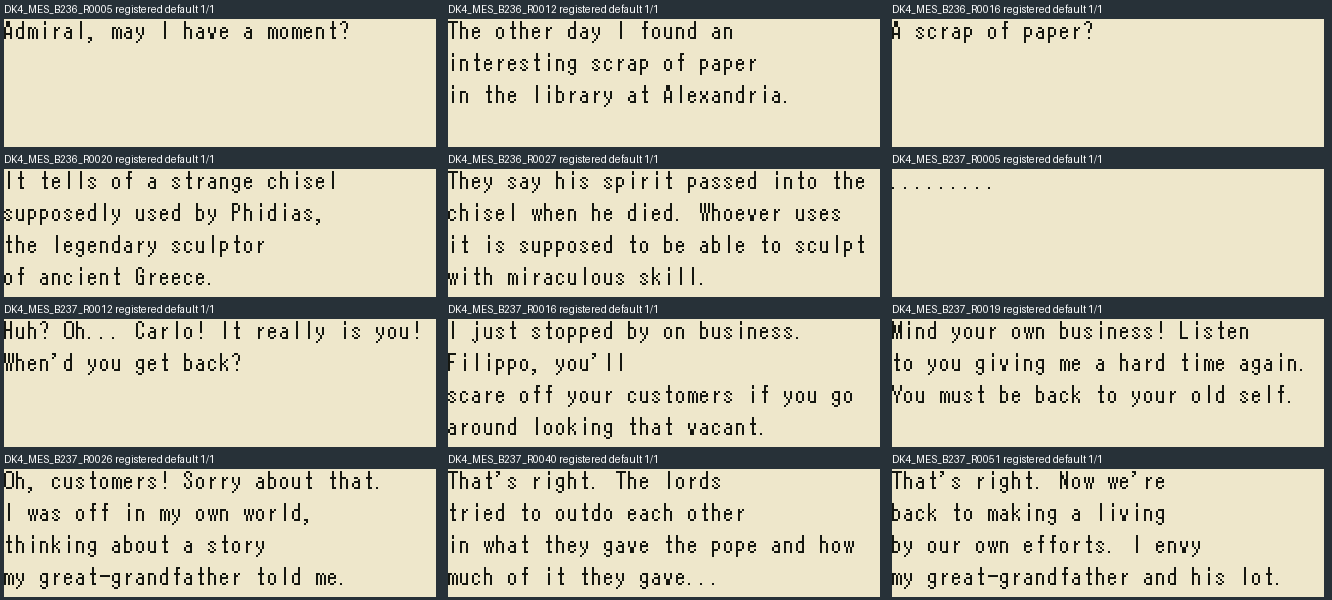 DK4_MES_B236_R0005 registered default 1/1
Admiral, may I have a moment?
DK4_MES_B236_R0012 registered default 1/1
The other day I found an
interesting scrap of paper
in the library at Alexandria.
DK4_MES_B236_R0016 registered default 1/1
A scrap of paper?
DK4_MES_B236_R0020 registered default 1/1
It tells of a strange chisel
supposedly used by Phidias,
the legendary sculptor
of ancient Greece.
DK4_MES_B236_R0027 registered default 1/1
They say his spirit passed into the
chisel when he died. Whoever uses
it is supposed to be able to sculpt
with miraculous skill.
DK4_MES_B237_R0005 registered default 1/1
.........
DK4_MES_B237_R0012 registered default 1/1
Huh? Oh... Carlo! It really is you!
When'd you get back?
DK4_MES_B237_R0016 registered default 1/1
I just stopped by on business.
Filippo, you'll
scare off your customers if you go
around looking that vacant.
DK4_MES_B237_R0019 registered default 1/1
Mind your own business! Listen
to you giving me a hard time again.
You must be back to your old self.
DK4_MES_B237_R0026 registered default 1/1
Oh, customers! Sorry about that.
I was off in my own world,
thinking about a story
my great-grandfather told me.
DK4_MES_B237_R0040 registered default 1/1
That's right. The lords
tried to outdo each other
in what they gave the pope and how
much of it they gave...
DK4_MES_B237_R0051 registered default 1/1
That's right. Now we're
back to making a living
by our own efforts. I envy
my great-grandfather and his lot.